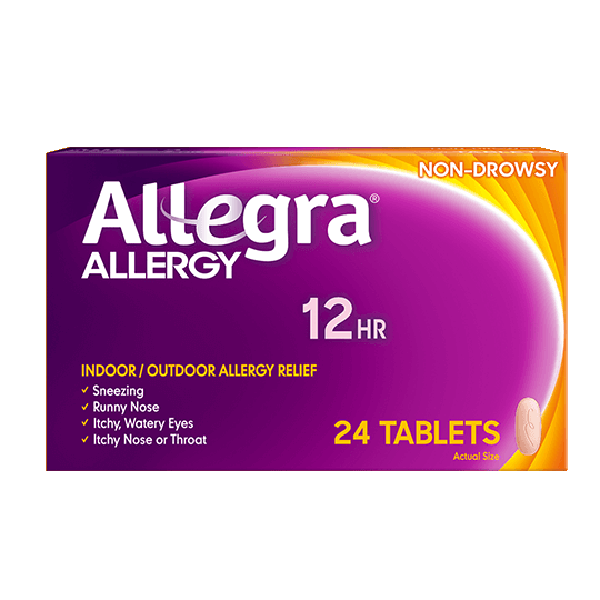 NON-DROWSY
Allegra®
ALLERGY
12 HR
INDOOR / OUTDOOR ALLERGY RELIEF
✓ Sneezing
✓ Runny Nose
✓ Itchy, Watery Eyes
✓ Itchy Nose or Throat
24 TABLETS
Actual Size